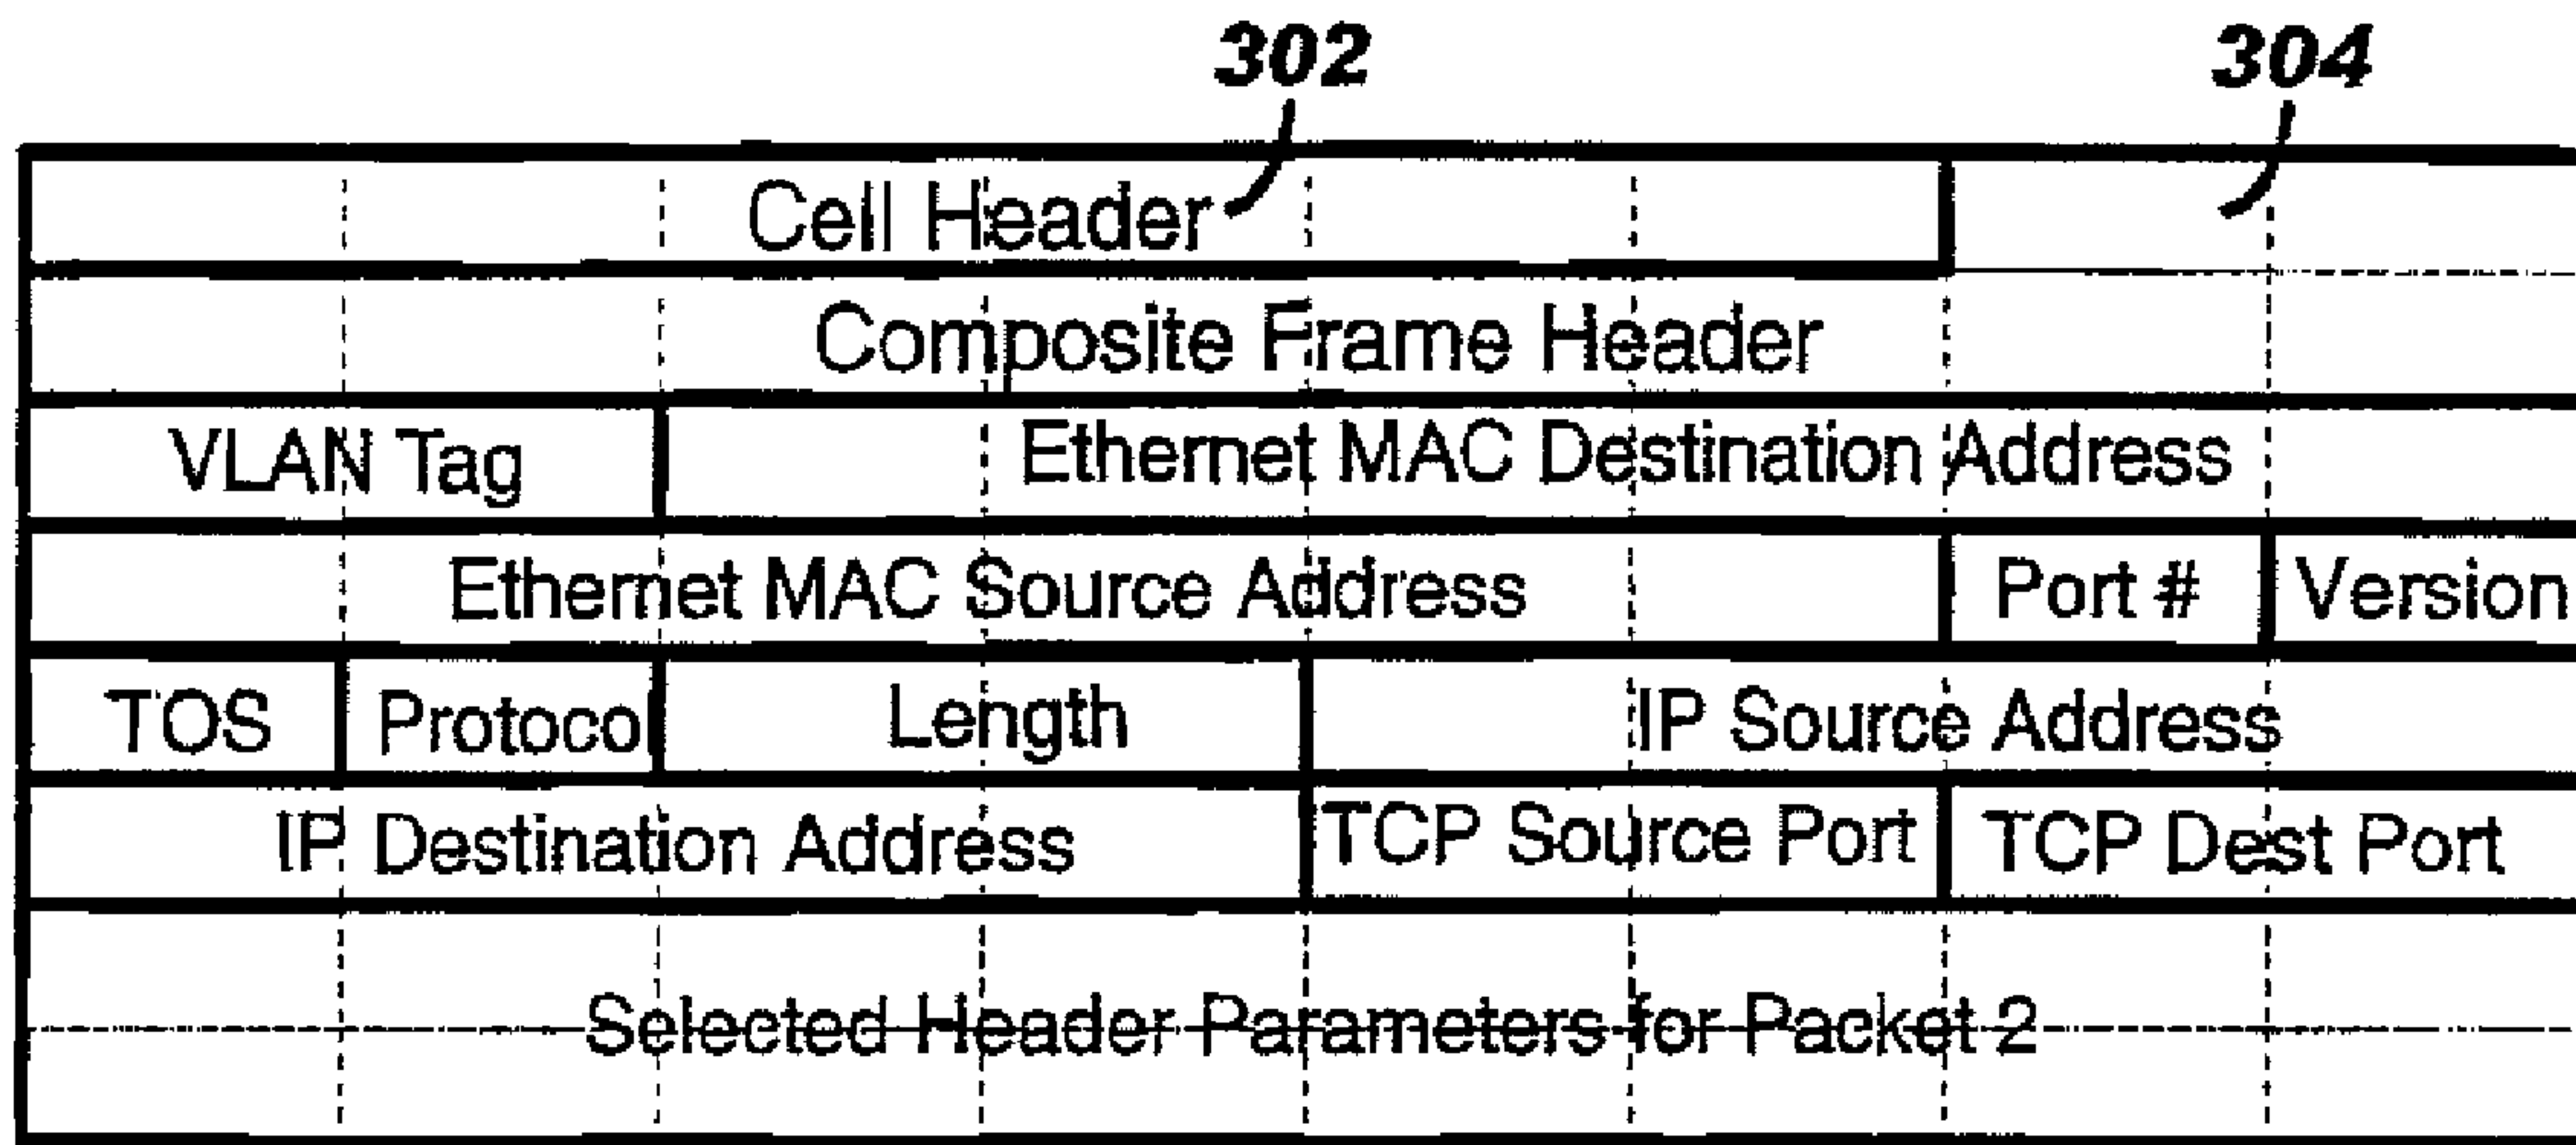 302 304
Cell Header
Composite Frame Header
VLAN Tag Ethernet MAC Destination Address
Ethernet MAC Source Address Port # Version
TOS Protocol Length IP Source Address
IP Destination Address TCP Source Port TCP Dest Port
Selected Header Parameters for Packet 2